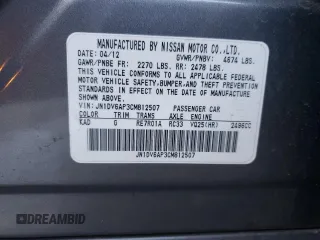 MANUFACTURED BY NISSAN MOTOR CO.,LTD.
DATE: 04/12 GVWR/PNBV: 4674 LBS.
GAWR/PNBE FR: 2270 LBS. RR: 2478 LBS.
THIS VEHICLE CONFORMS TO ALL APPLICABLE FEDERAL
MOTOR VEHICLE SAFETY, BUMPER, AND THEFT
PREVENTION STANDARDS IN EFFECT ON THE DATE OF
MANUFACTURE SHOWN ABOVE.
VIN: JN1DV6AP3CM812507 PASSENGER CAR
COLOR TRIM TRANS AXLE ENGINE
KAD G RE7R01A RC33 VQ25(HR) 2496CC
JN1DV6AP3CM812507
autobidcar